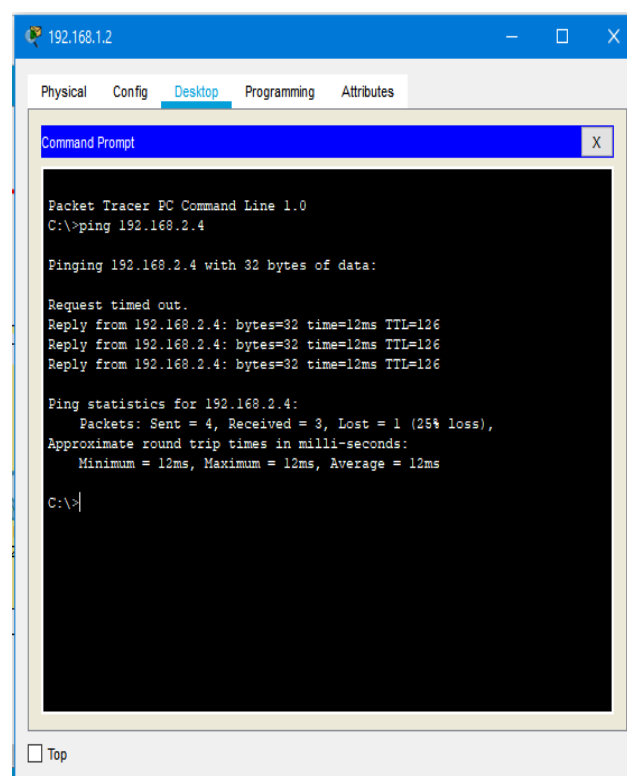 192.168.1.2
Physical Config Desktop Programming Attributes
Command Prompt
X
Packet Tracer PC Command Line 1.0
C:\>ping 192.168.2.4
Pinging 192.168.2.4 with 32 bytes of data:
Request timed out.
Reply from 192.168.2.4: bytes=32 time=12ms TTL=126
Reply from 192.168.2.4: bytes=32 time=12ms TTL=126
Reply from 192.168.2.4: bytes=32 time=12ms TTL=126
Ping statistics for 192.168.2.4:
Packets: Sent = 4, Received = 3, Lost = 1 (25% loss),
Approximate round trip times in milli-seconds:
Minimum = 12ms, Maximum = 12ms, Average = 12ms
C:\>
Top